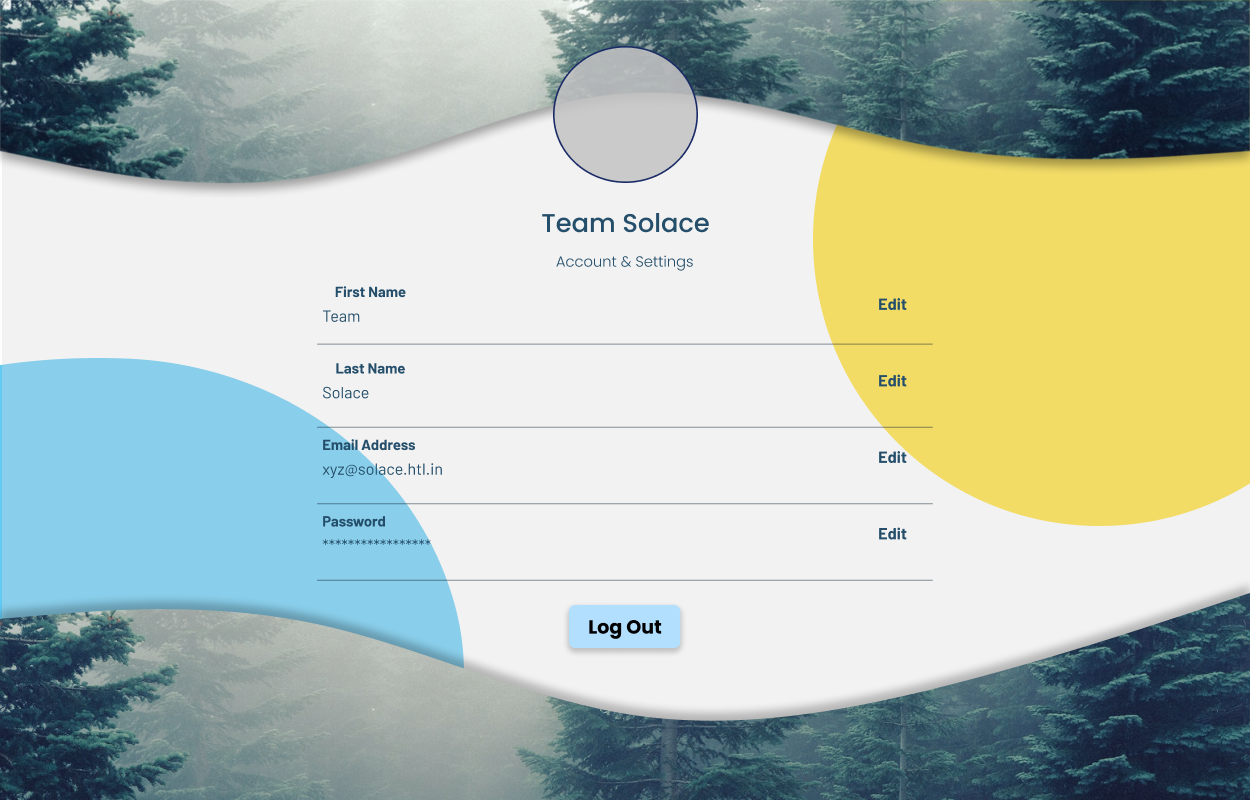 Team Solace
Account & Settings
First Name
Team
Edit
Last Name
Solace
Edit
Email Address
xyz@solace.htl.in
Edit
Password
*****************
Edit
Log Out